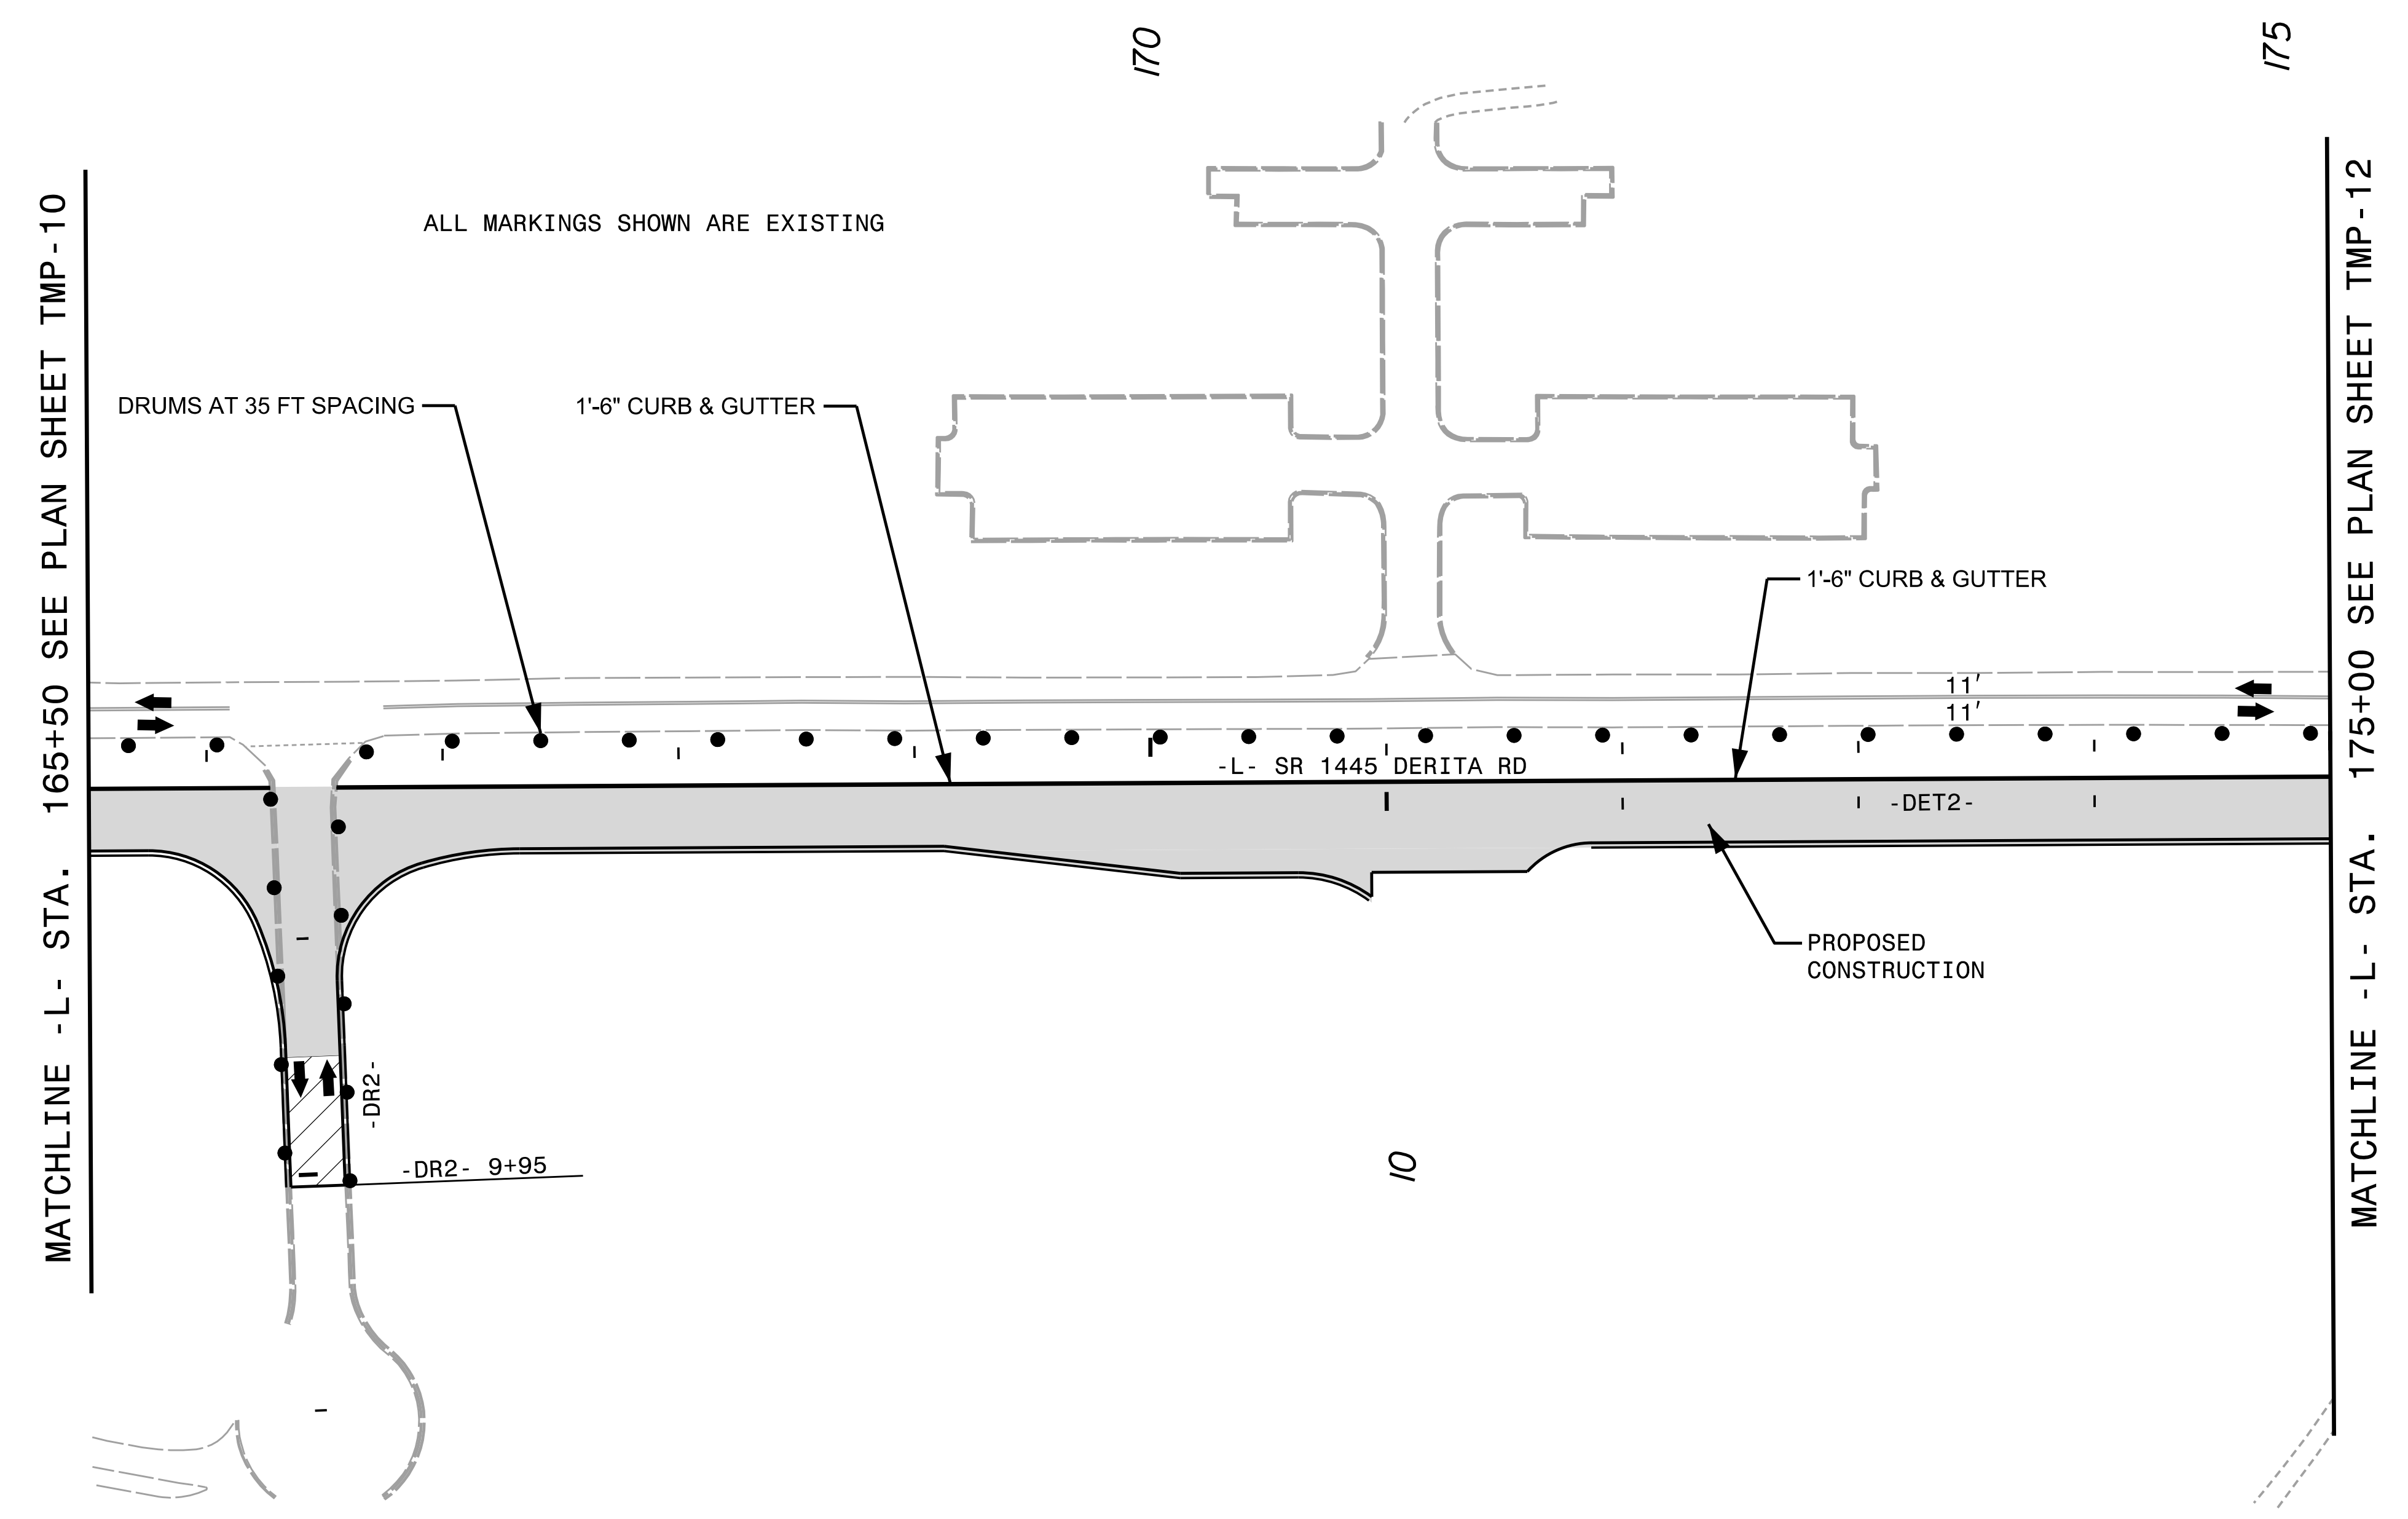 170
175
MATCHLINE -L- STA. 165+50 SEE PLAN SHEET TMP-10
MATCHLINE -L- STA. 175+00 SEE PLAN SHEET TMP-12
ALL MARKINGS SHOWN ARE EXISTING
DRUMS AT 35 FT SPACING
1'-6" CURB & GUTTER
1'-6" CURB & GUTTER
11'
11'
-L- SR 1445 DERITA RD
-DET2-
PROPOSED
CONSTRUCTION
-DR2-
-DR2- 9+95
10